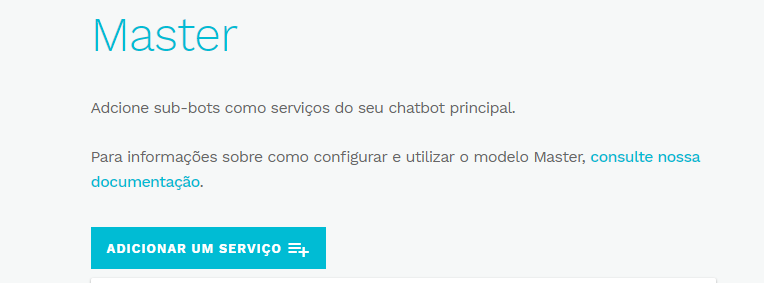 Master
Adcione sub-bots como serviços do seu chatbot principal.
Para informações sobre como configurar e utilizar o modelo Master, consulte nossa
documentação.
ADICIONAR UM SERVIÇO